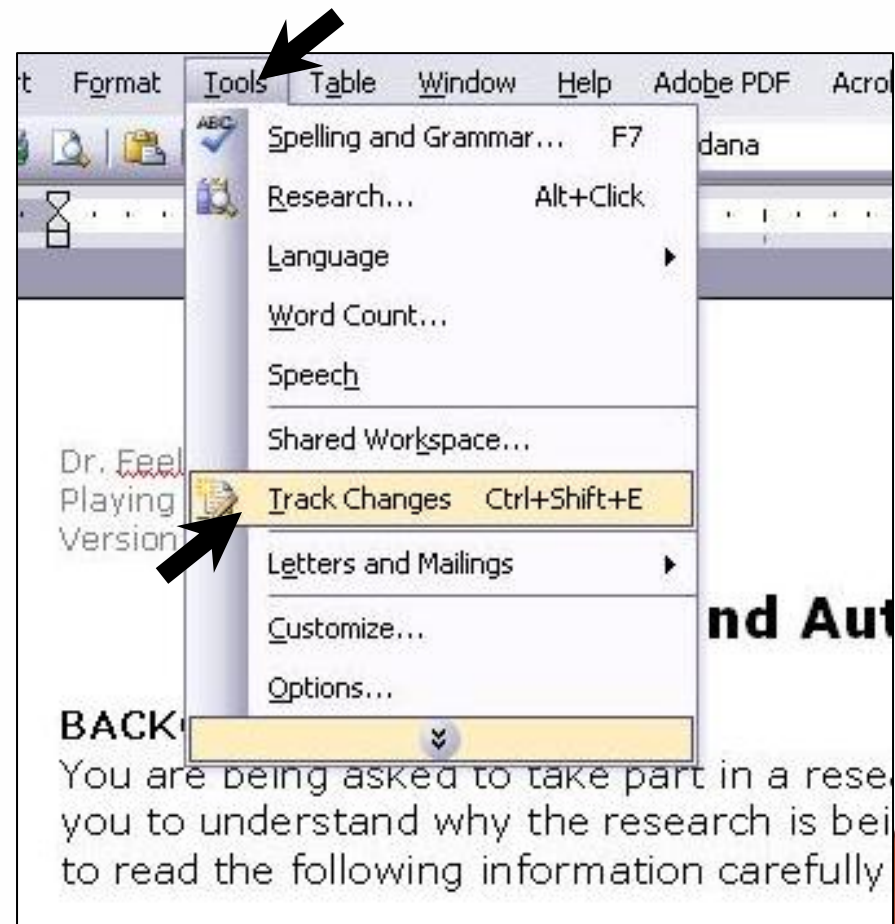 t Format Tools Table Window Help Adobe PDF Acro
ABC Spelling and Grammar... F7 dana
Research... Alt+Click
Language
Word Count...
Speech
Shared Workspace...
Dr. Feel
Track Changes Ctrl+Shift+E
Playing
Version
Letters and Mailings
Customize...
nd Aut
Options...
BACK
You are being asked to take part in a rese
you to understand why the research is bei
to read the following information carefully